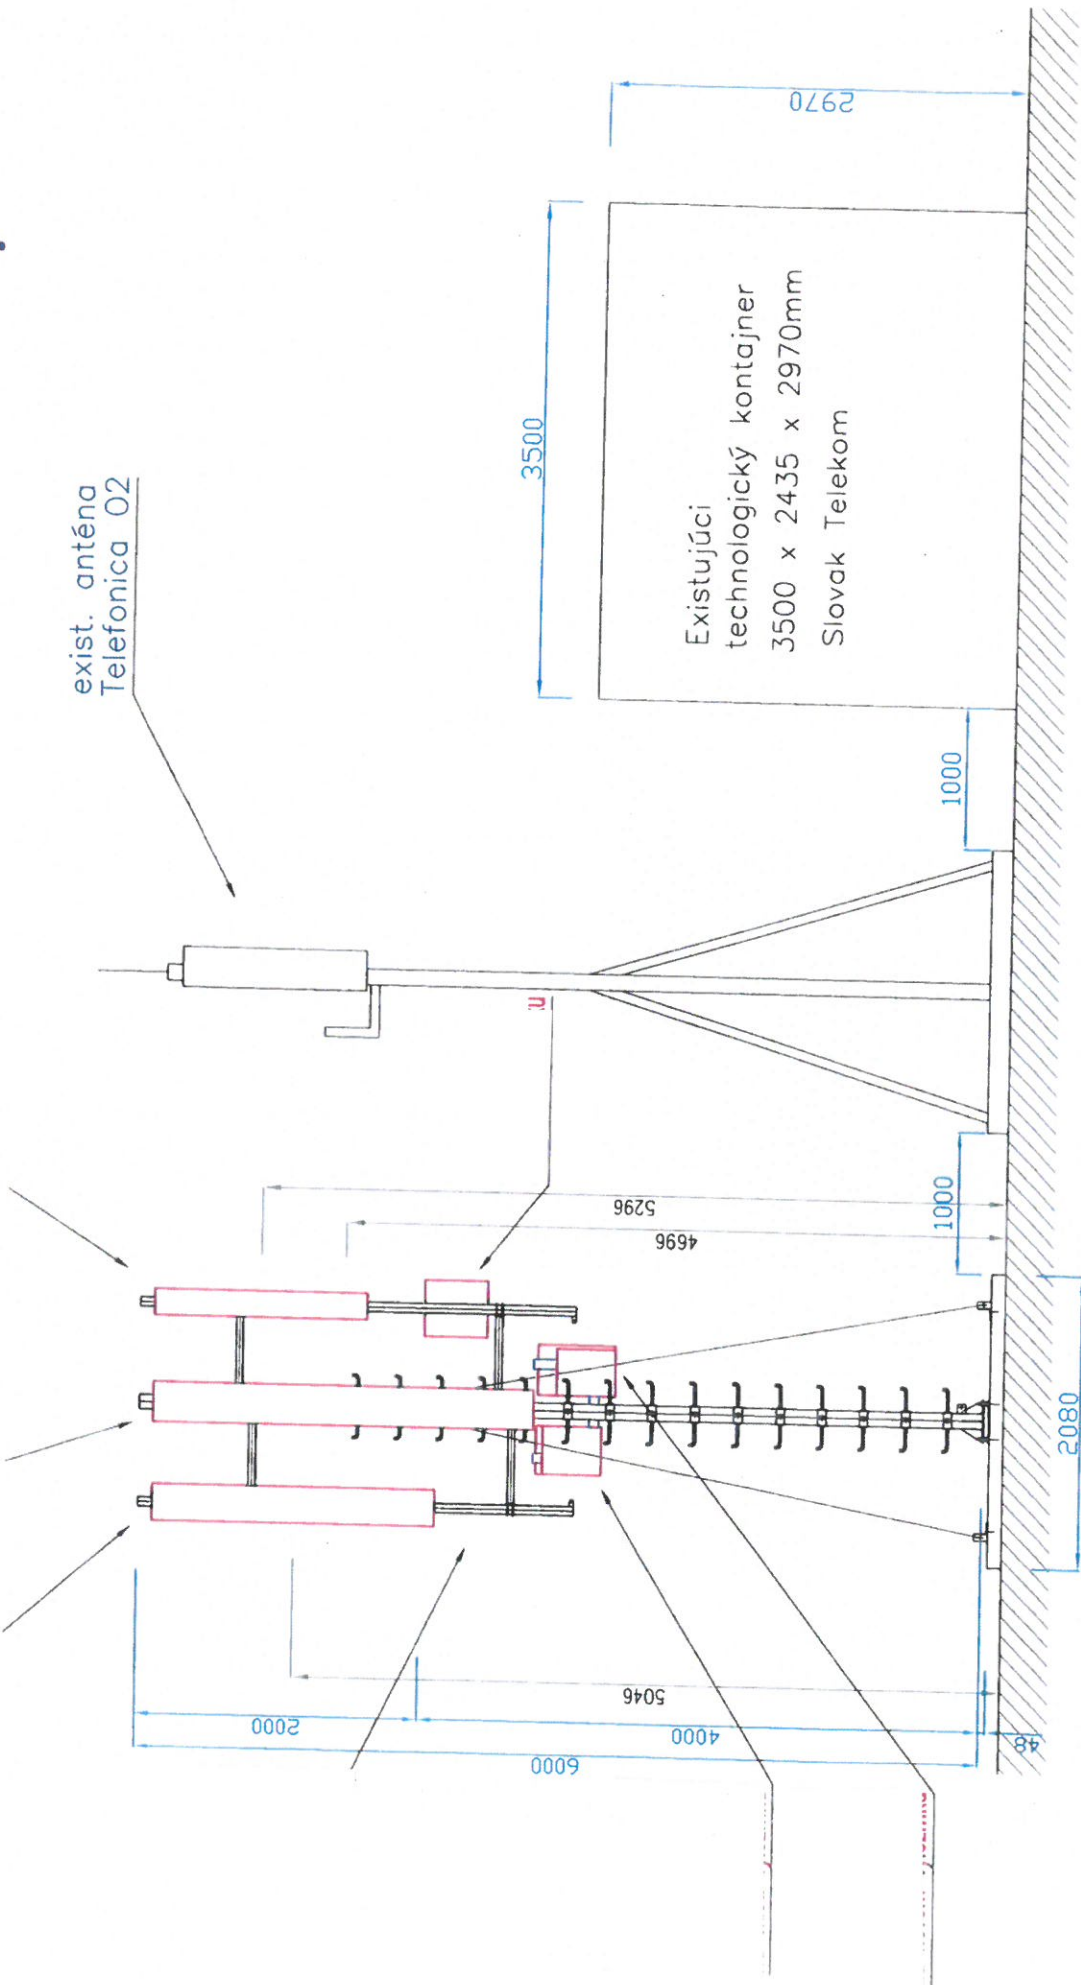 exist. anténa
Telefonica O2
3500
2970
Existujúci
technologický kontajner
3500 x 2435 x 2970mm
Slovak Telekom
1000
1000
5296
4696
5046
2000
4000
6000
48
2080